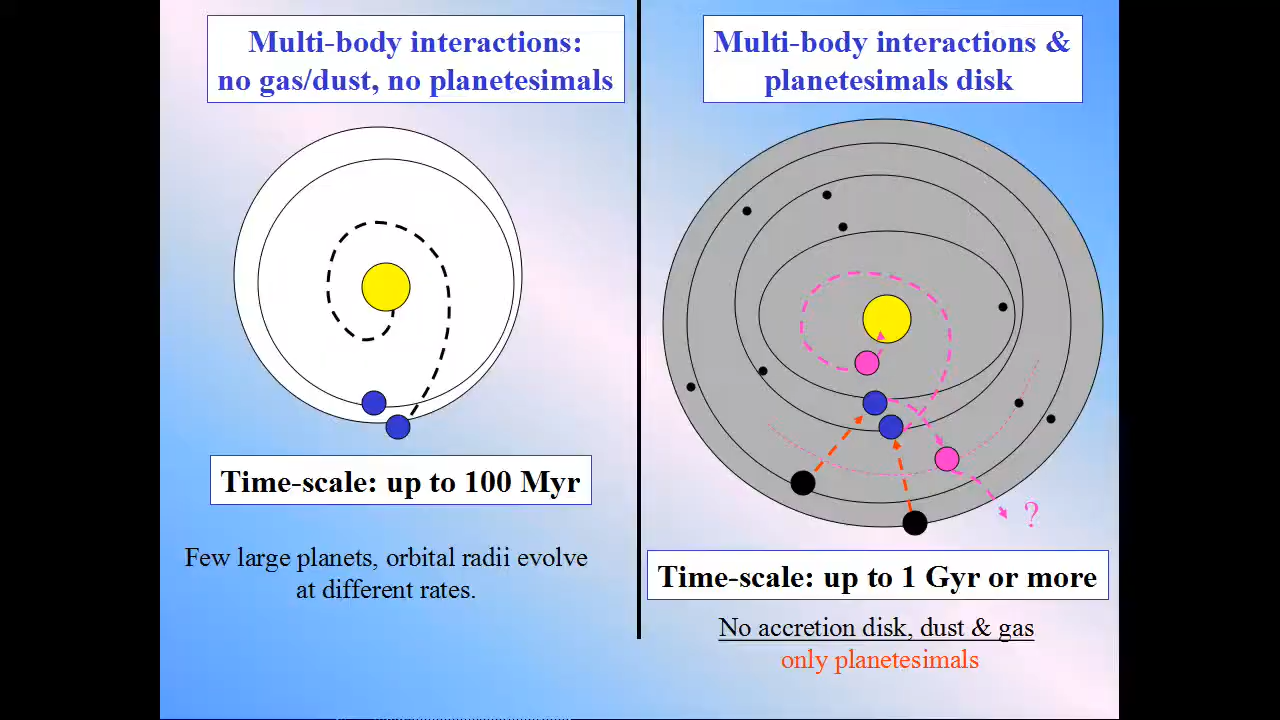 Multi-body interactions:
no gas/dust, no planetesimals
Time-scale: up to 100 Myr
Few large planets, orbital radii evolve
at different rates.
Multi-body interactions &
planetesimals disk
?
Time-scale: up to 1 Gyr or more
No accretion disk, dust & gas
only planetesimals